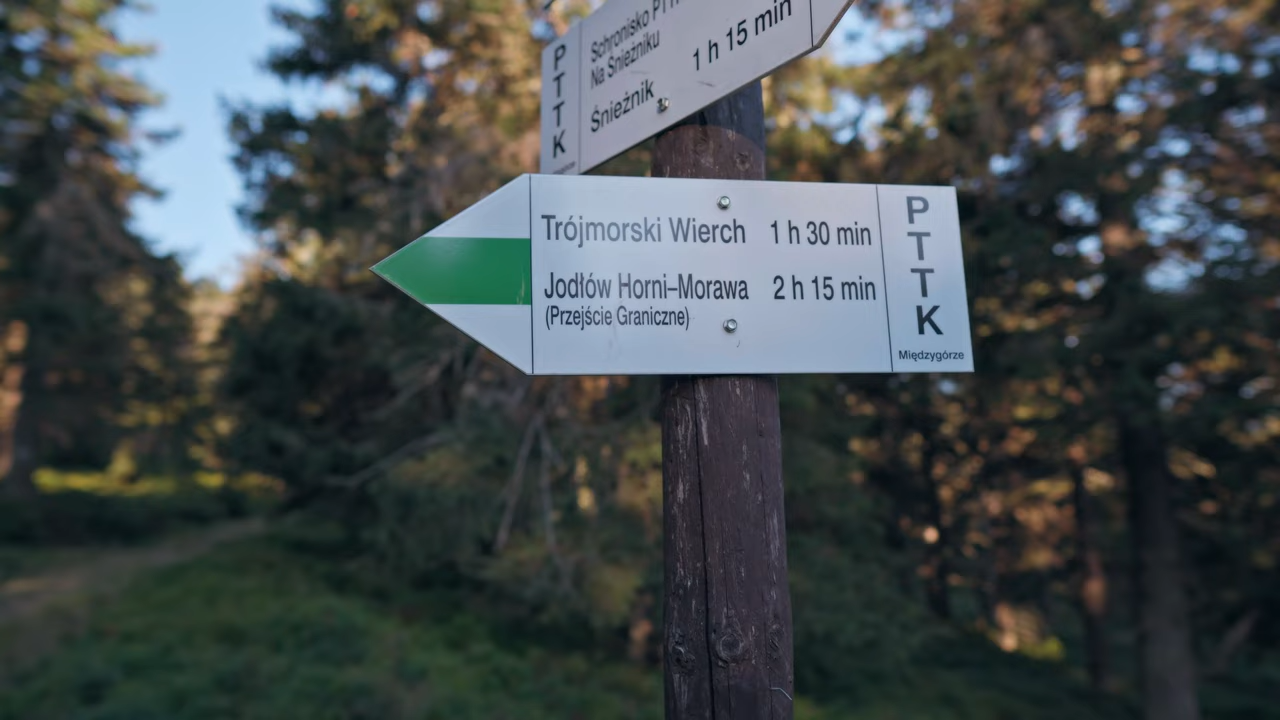 PTTK
Schronisko PTTK
Na Śnieżniku
Śnieżnik
1 h 15 min
Trójmorski Wierch 1 h 30 min
Jodłów Horni–Morawa 2 h 15 min
(Przejście Graniczne)
PTTK
Międzygórze